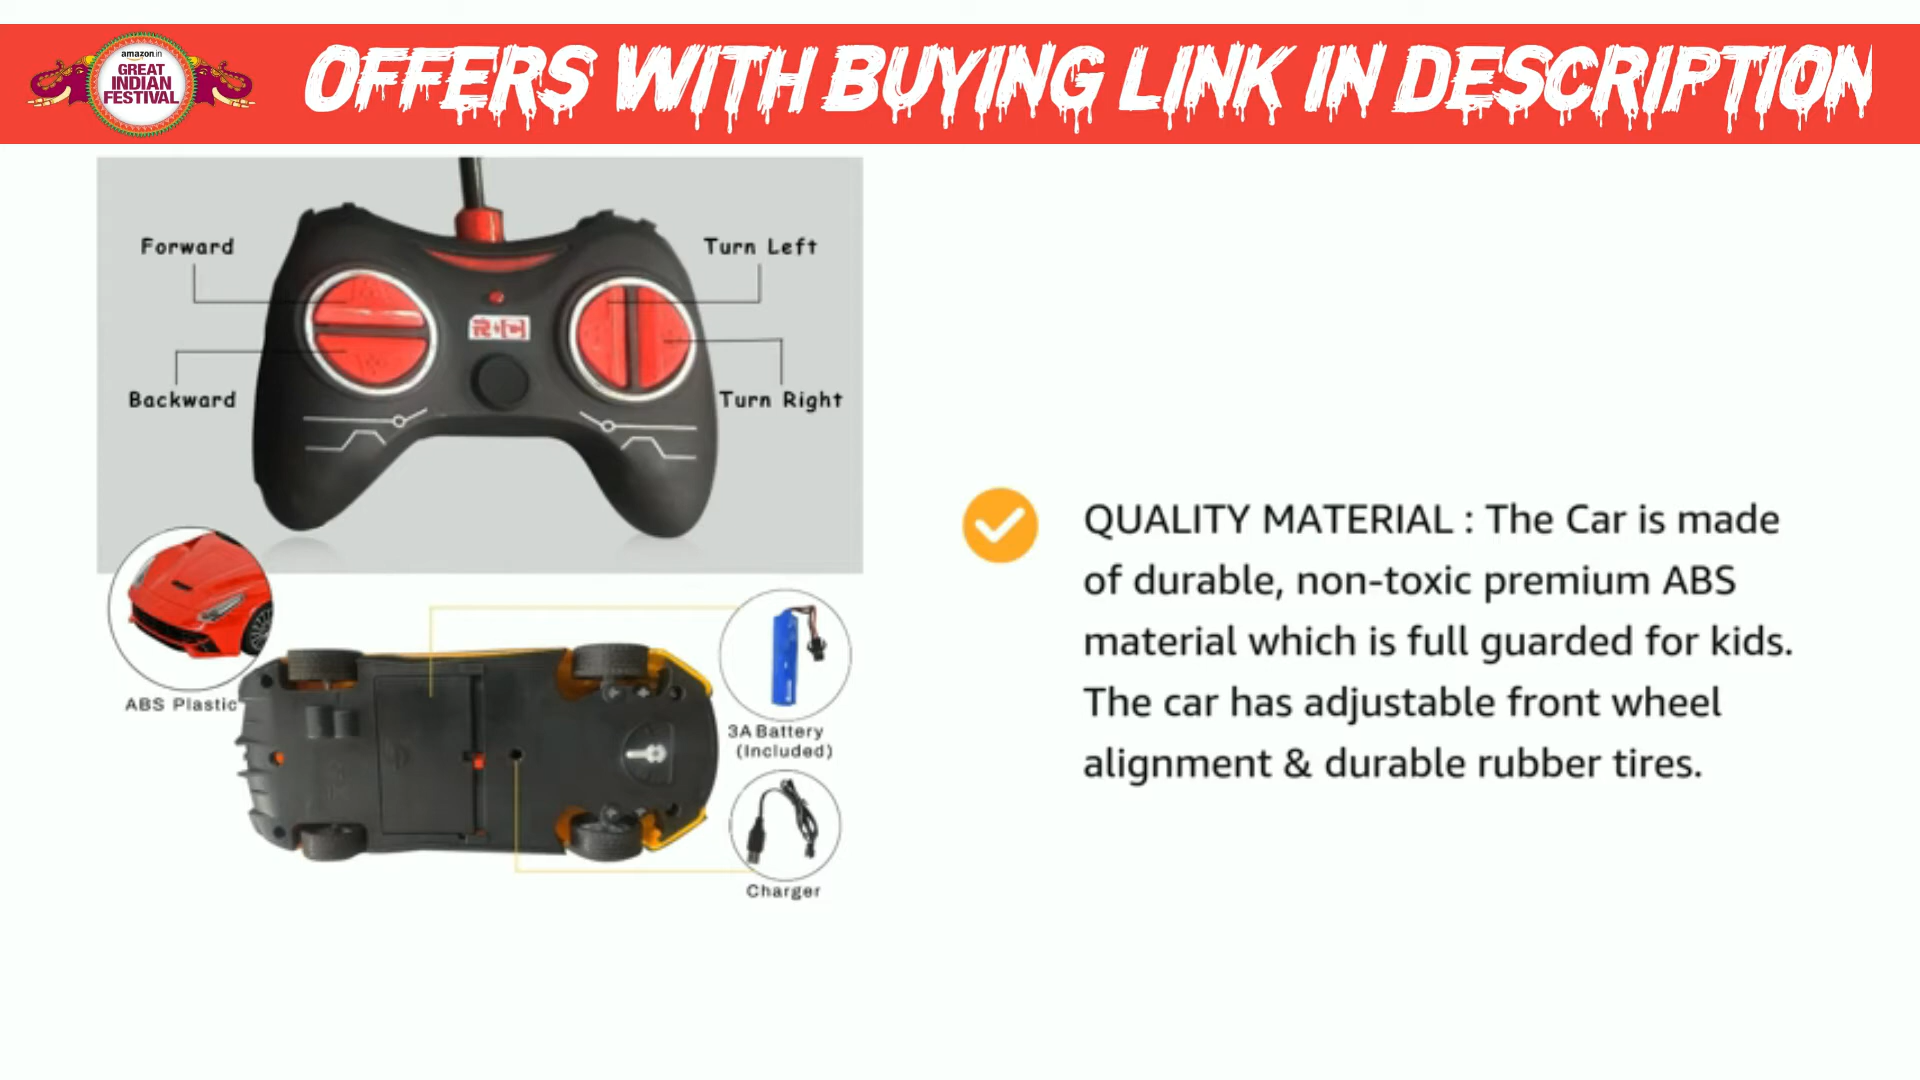 amazon.in
GREAT
INDIAN
FESTIVAL
OFFERS WITH BUYING LINK IN DESCRIPTION
Forward
Turn Left
R/C
Backward
Turn Right
ABS Plastic
3A Battery
(Included)
Charger
QUALITY MATERIAL : The Car is made
of durable, non-toxic premium ABS
material which is full guarded for kids.
The car has adjustable front wheel
alignment & durable rubber tires.